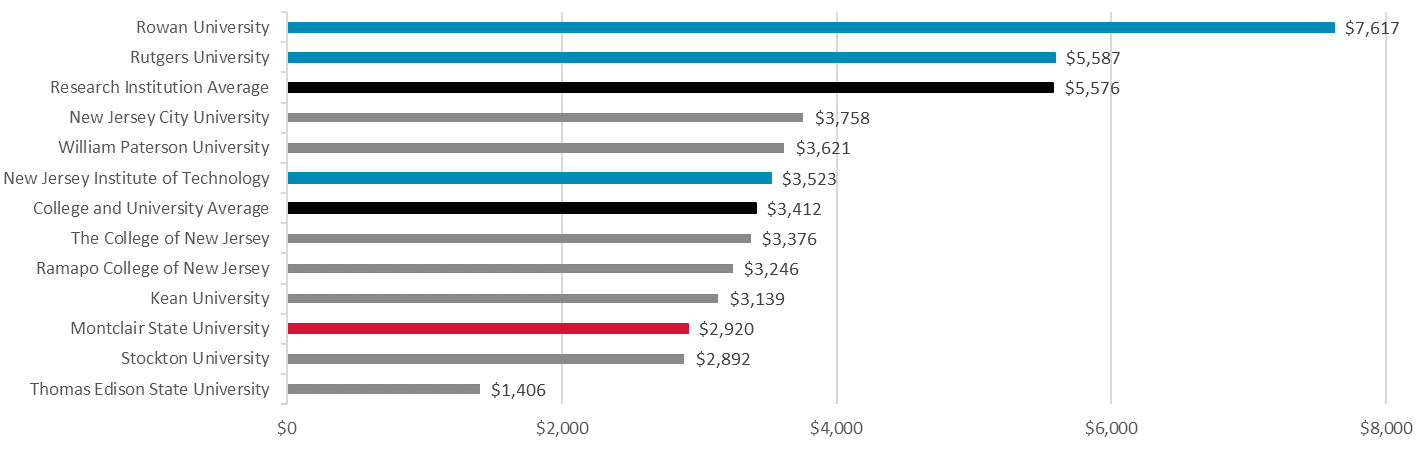 Rowan University $7,617
Rutgers University $5,587
Research Institution Average $5,576
New Jersey City University $3,758
William Paterson University $3,621
New Jersey Institute of Technology $3,523
College and University Average $3,412
The College of New Jersey $3,376
Ramapo College of New Jersey $3,246
Kean University $3,139
Montclair State University $2,920
Stockton University $2,892
Thomas Edison State University $1,406
$0 $2,000 $4,000 $6,000 $8,000